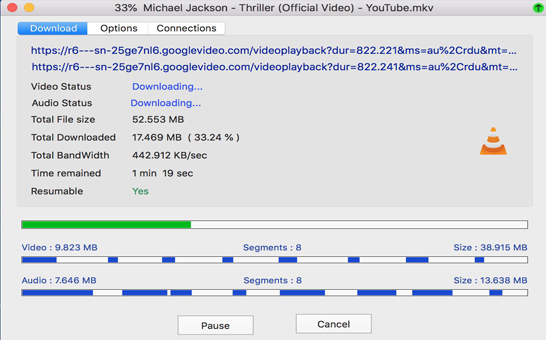 33% Michael Jackson - Thriller (Official Video) - YouTube.mkv
Download Options Connections
https://r6---sn-25ge7nl6.googlevideo.com/videoplayback?dur=822.221&ms=au%2Crdu&mt=...
https://r6---sn-25ge7nl6.googlevideo.com/videoplayback?dur=822.241&ms=au%2Crdu&mt=...
Video Status Downloading...
Audio Status Downloading...
Total File size 52.553 MB
Total Downloaded 17.469 MB ( 33.24 % )
Total BandWidth 442.912 KB/sec
Time remained 1 min 19 sec
Resumable Yes
Video : 9.823 MB Segments : 8 Size : 38.915 MB
Audio : 7.646 MB Segments : 8 Size : 13.638 MB
Pause Cancel